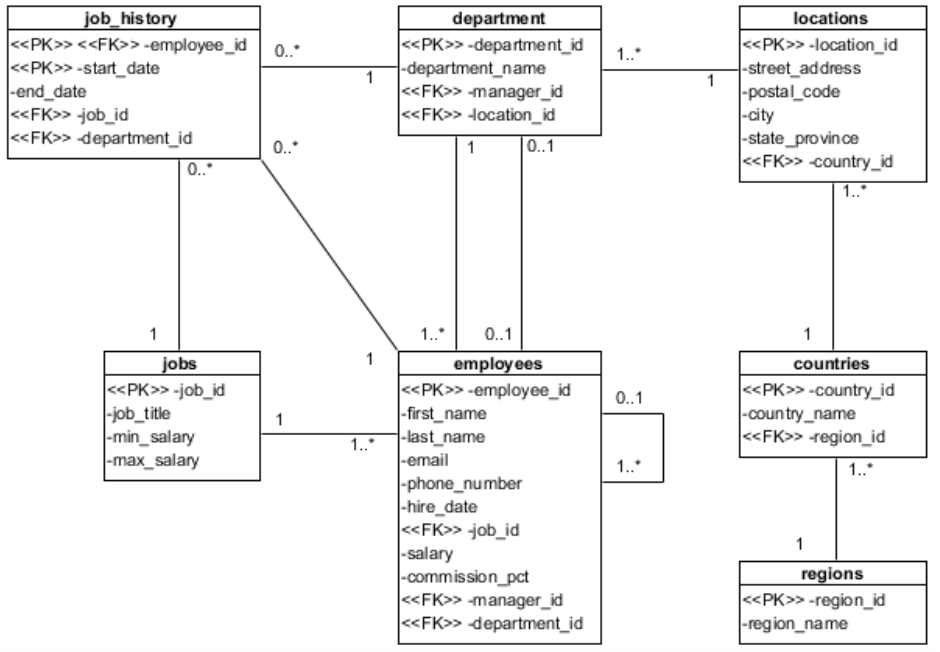 job_history
<<PK>> <<FK>> -employee_id
<<PK>> -start_date
-end_date
<<FK>> -job_id
<<FK>> -department_id
0..*
1
department
<<PK>> -department_id
-department_name
<<FK>> -manager_id
<<FK>> -location_id
1..*
1
locations
<<PK>> -location_id
-street_address
-postal_code
-city
-state_province
<<FK>> -country_id
0..*
0..*
1
0..1
1..*
1
1
1..*
0..1
1
jobs
<<PK>> -job_id
-job_title
-min_salary
-max_salary
1
1..*
employees
<<PK>> -employee_id
-first_name
-last_name
-email
-phone_number
-hire_date
<<FK>> -job_id
-salary
-commission_pct
<<FK>> -manager_id
<<FK>> -department_id
0..1
1..*
countries
<<PK>> -country_id
-country_name
<<FK>> -region_id
1..*
1
regions
<<PK>> -region_id
-region_name